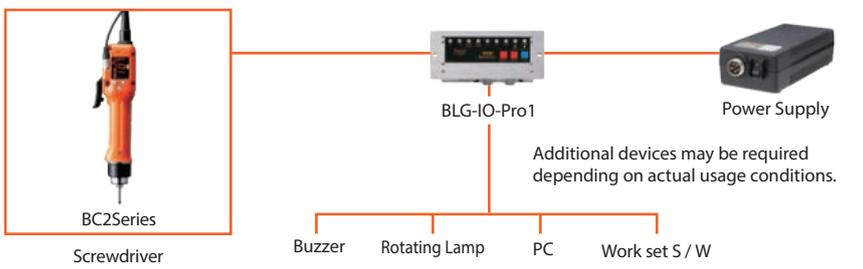 BC2Series
Screwdriver
BLG-IO-Pro1
Power Supply
Additional devices may be required
depending on actual usage conditions.
Buzzer
Rotating Lamp
PC
Work set S / W